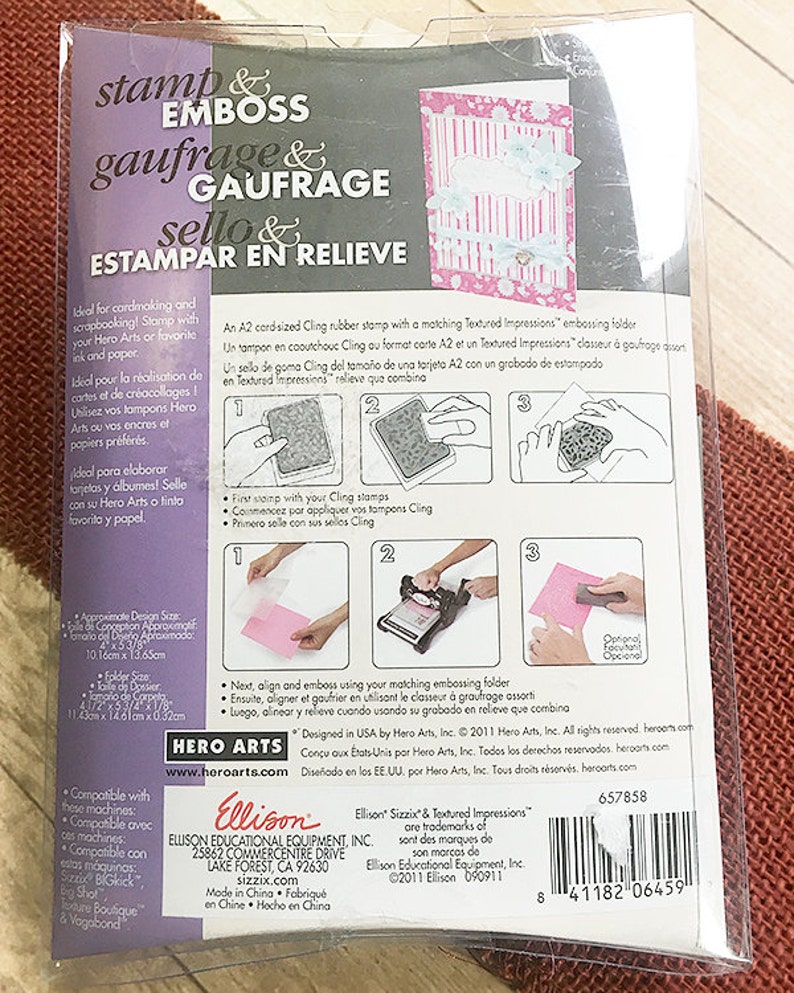 stamp &
EMBOSS
gaufrage &
GAUFRAGE
sello &
ESTAMPAR EN RELIEVE
Ideal for cardmaking and
scrapbooking! Stamp with
your Hero Arts or favorite
ink and paper.
Idéal pour la réalisation de
cartes et de créacollages !
Utilisez vos tampons Hero
Arts ou vos encres et
papiers préférés.
¡Ideal para elaborar
tarjetas y álbumes! Selle
con su Hero Arts o tinta
favorita y papel.
An A2 card-sized Cling rubber stamp with a matching Textured Impressions™ embossing folder
Un tampon en caoutchouc Cling au format carte A2 et un Textured Impressions™ classeur à gaufrage assorti
Un sello de goma Cling del tamaño de una tarjeta A2 con un grabado de estampado
en Textured Impressions™ relieve que combina
1 2 3
• First stamp with your Cling stamps
• Commencez par appliquer vos tampons Cling
• Primero selle con sus sellos Cling
1 2 3
Optional
Facultatif
Opcional
• Next, align and emboss using your matching embossing folder
• Ensuite, aligner et gaufrier en utilisant le classeur à gaufrage assorti
• Luego, alinear y relieve cuando usando su grabado en relieve que combina
• Approximate Design Size:
• Taille de Conception Approximatif:
• Tamaño del Diseño Aproximado:
4" x 5 3/8"
10.16cm x 13.65cm
• Folder Size:
• Taille de Dossier:
• Tamaño de Carpeta:
4 1/2" x 5 3/4" x 1/8"
11.43cm x 14.61cm x 0.32cm
HERO ARTS
www.heroarts.com
Designed in USA by Hero Arts, Inc. © 2011 Hero Arts, Inc. All rights reserved. heroarts.com
Conçu aux États-Unis par Hero Arts, Inc. Todos los derechos reservados. heroarts.com
Diseñado en los EE.UU. por Hero Arts, Inc. Tous droits réservés. heroarts.com
• Compatible with
these machines:
• Compatible avec
ces machines:
• Compatible con
estas máquinas:
Sizzix® BIGkick™,
Big Shot™,
Texture Boutique™
& Vagabond™
Ellison®
ELLISON EDUCATIONAL EQUIPMENT, INC.
25862 COMMERCENTRE DRIVE
LAKE FOREST, CA 92630
sizzix.com
Made in China • Fabriqué
en Chine • Hecho en China
Ellison® Sizzix® & Textured Impressions™
are trademarks of
sont des marques de
son marcas de
Ellison Educational Equipment, Inc.
©2011 Ellison 090911
657858
8 41182 06459